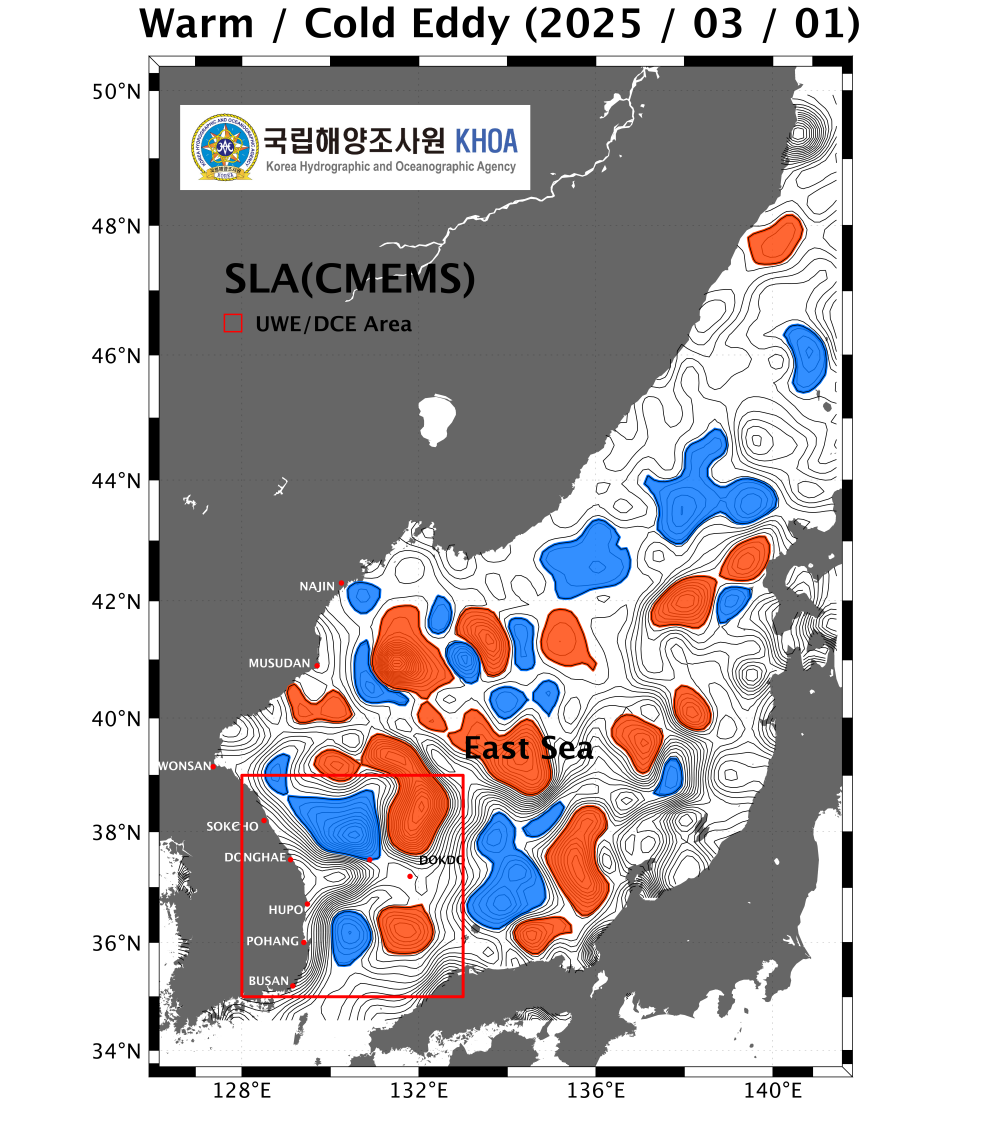 Warm / Cold Eddy (2025 / 03 / 01)
50°N
국립해양조사원 KHOA
Korea Hydrographic and Oceanographic Agency
48°N
SLA(CMEMS)
UWE/DCE Area
46°N
44°N
42°N
NAJIN
MUSUDAN
40°N
East Sea
WONSAN
38°N
SOKCHO
DONGHAE
DOKDO
HUPO
36°N
POHANG
BUSAN
34°N
128°E 132°E 136°E 140°E